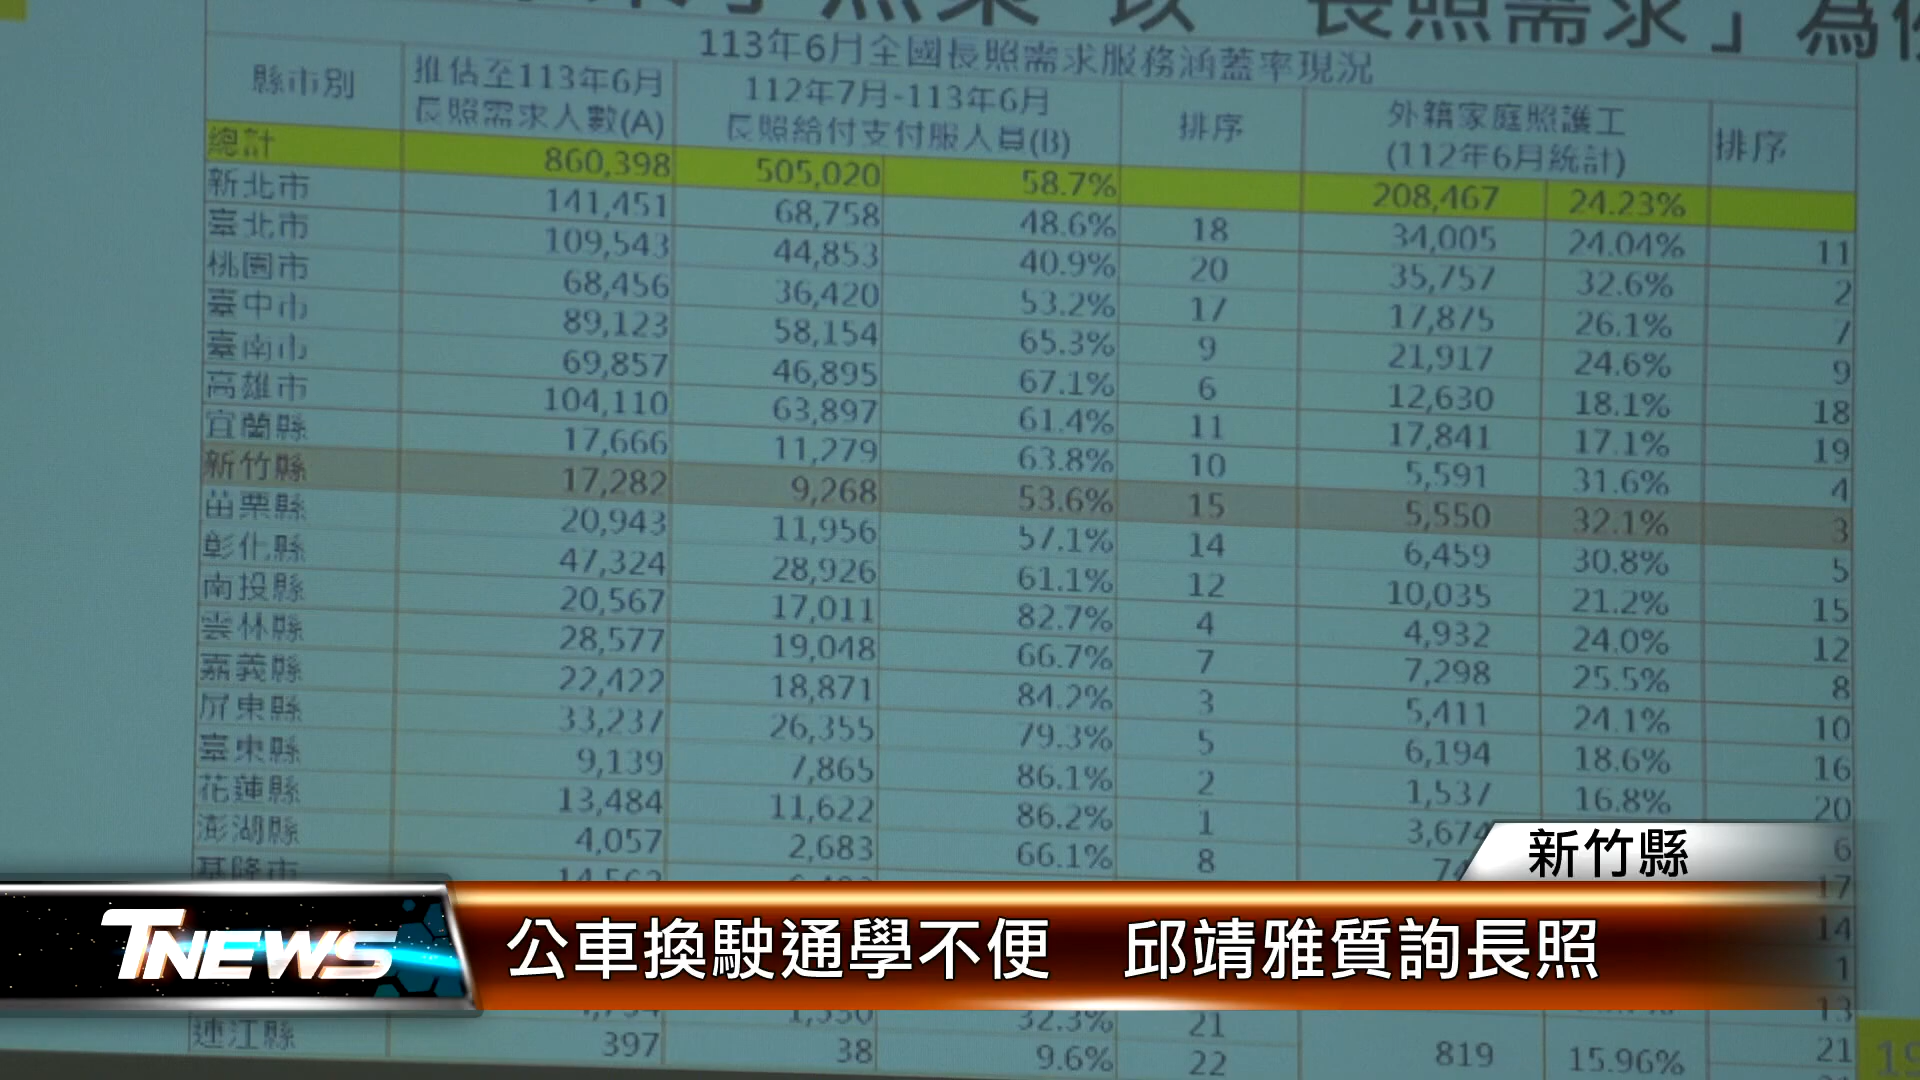 長照需求」為
113年6月全國長照需求服務涵蓋率現況
縣市別 推估至113年6月長照需求人數(A) 112年7月-113年6月長照給付支付服人員(B) 排序 外籍家庭照護工(112年6月統計) 排序
總計 860,398 505,020 58.7% 208,467 24.23%
新北市 141,451 68,758 48.6% 18 34,005 24.04% 11
臺北市 109,543 44,853 40.9% 20 35,757 32.6% 2
桃園市 68,456 36,420 53.2% 17 17,875 26.1% 7
臺中市 89,123 58,154 65.3% 9 21,917 24.6% 9
臺南市 69,857 46,895 67.1% 6 12,630 18.1% 18
高雄市 104,110 63,897 61.4% 11 17,841 17.1% 19
宜蘭縣 17,666 11,279 63.8% 10 5,591 31.6% 4
新竹縣 17,282 9,268 53.6% 15 5,550 32.1% 3
苗栗縣 20,943 11,956 57.1% 14 6,459 30.8% 5
彰化縣 47,324 28,926 61.1% 12 10,035 21.2% 15
南投縣 20,567 17,011 82.7% 4 4,932 24.0% 12
雲林縣 28,577 19,048 66.7% 7 7,298 25.5% 8
嘉義縣 22,422 18,871 84.2% 3 5,411 24.1% 10
屏東縣 33,237 26,355 79.3% 5 6,194 18.6% 16
臺東縣 9,139 7,865 86.1% 2 1,537 16.8% 20
花蓮縣 13,484 11,622 86.2% 1 3,674 6
澎湖縣 4,057 2,683 66.1% 8 17
基隆市 14
1
13
32.3% 21 21
連江縣 397 38 9.6% 22 819 15.96%
新竹縣
TNEWS
公車換駛通學不便 邱靖雅質詢長照